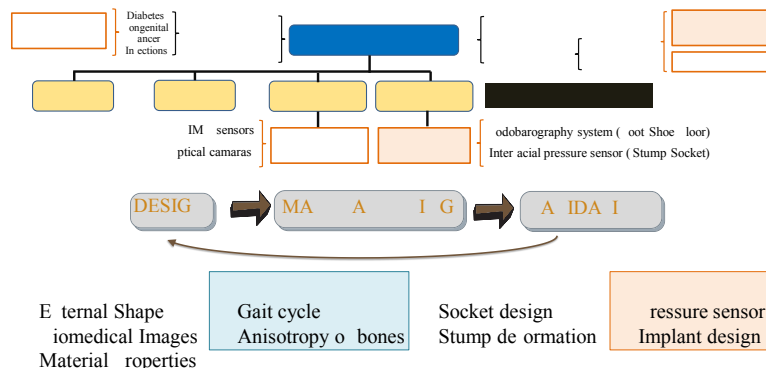 Diabetes
ongenital
ancer
In ections
IM sensors
ptical camaras
odobarography system ( oot Shoe loor)
Inter acial pressure sensor ( Stump Socket)
DESIG
MA A I G
A IDA I
E ternal Shape
iomedical Images
Material roperties
Gait cycle
Anisotropy o bones
Socket design
Stump de ormation
ressure sensor
Implant design